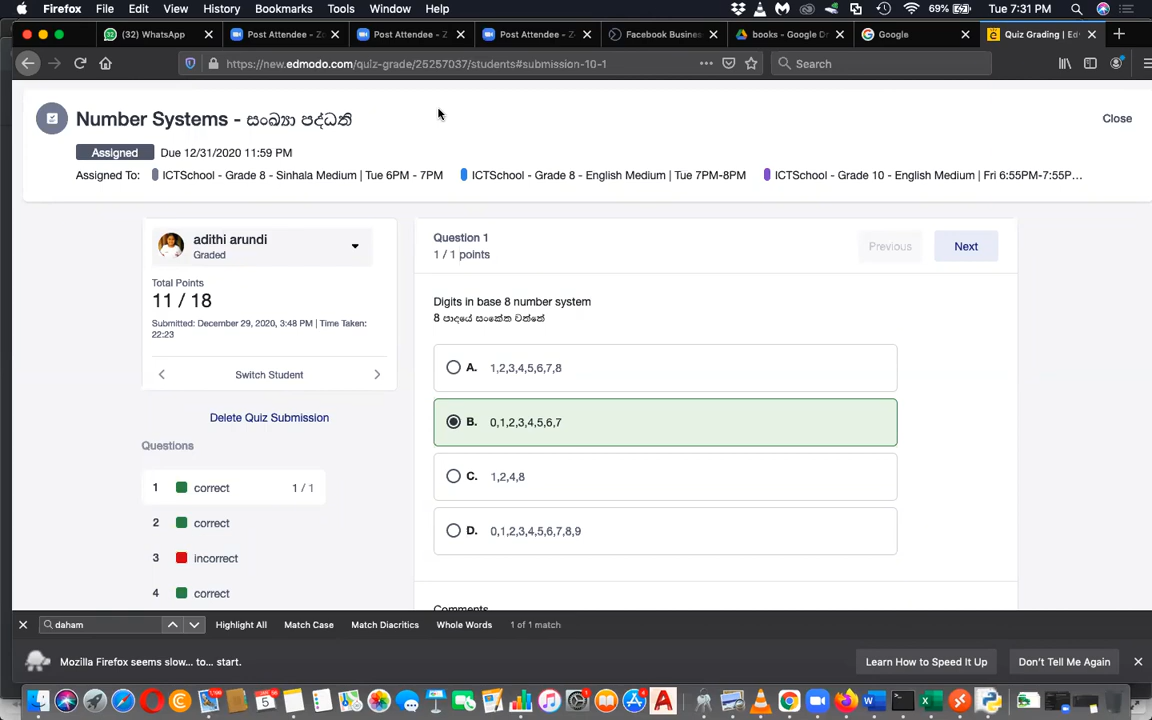 Firefox File Edit View History Bookmarks Tools Window Help 69% Tue 7:31 PM
(32) WhatsApp Post Attendee - Zo Post Attendee - Z Post Attendee - Z Facebook Busine books - Google Dr Google Quiz Grading | Ed
https://new.edmodo.com/quiz-grade/25257037/students#submission-10-1 Search
Number Systems - සංඛ්‍යා පද්ධති Close
Assigned Due 12/31/2020 11:59 PM
Assigned To: ICTSchool - Grade 8 - Sinhala Medium | Tue 6PM - 7PM ICTSchool - Grade 8 - English Medium | Tue 7PM-8PM ICTSchool - Grade 10 - English Medium | Fri 6:55PM-7:55P...
adithi arundi
Graded
Total Points
11 / 18
Submitted: December 29, 2020, 3:48 PM | Time Taken:
22:23
Switch Student
Delete Quiz Submission
Questions
1 correct 1 / 1
2 correct
3 incorrect
4 correct
Question 1
1 / 1 points
Previous Next
Digits in base 8 number system
8 පාදයේ සංකේත වන්නේ
A. 1,2,3,4,5,6,7,8
B. 0,1,2,3,4,5,6,7
C. 1,2,4,8
D. 0,1,2,3,4,5,6,7,8,9
Comments
daham Highlight All Match Case Match Diacritics Whole Words 1 of 1 match
Mozilla Firefox seems slow... to... start. Learn How to Speed It Up Don't Tell Me Again